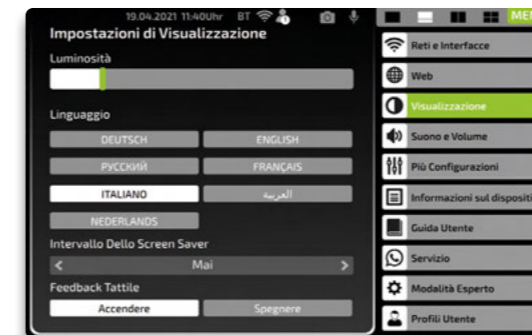 19.04.2021 11:40Uhr BT
Impostazioni di Visualizzazione
Luminosità
Linguaggio
DEUTSCH ENGLISH
РУССКИЙ FRANÇAIS
ITALIANO العربية
NEDERLANDS
Intervallo Dello Screen Saver
< Mai >
Feedback Tattile
Accendere Spegnere
MEN
Reti e Interfacce
Web
Visualizzazione
Suono e Volume
Più Configurazioni
Informazioni sul dispositi
Guida Utente
Servizio
Modalità Esperto
Profili Utente